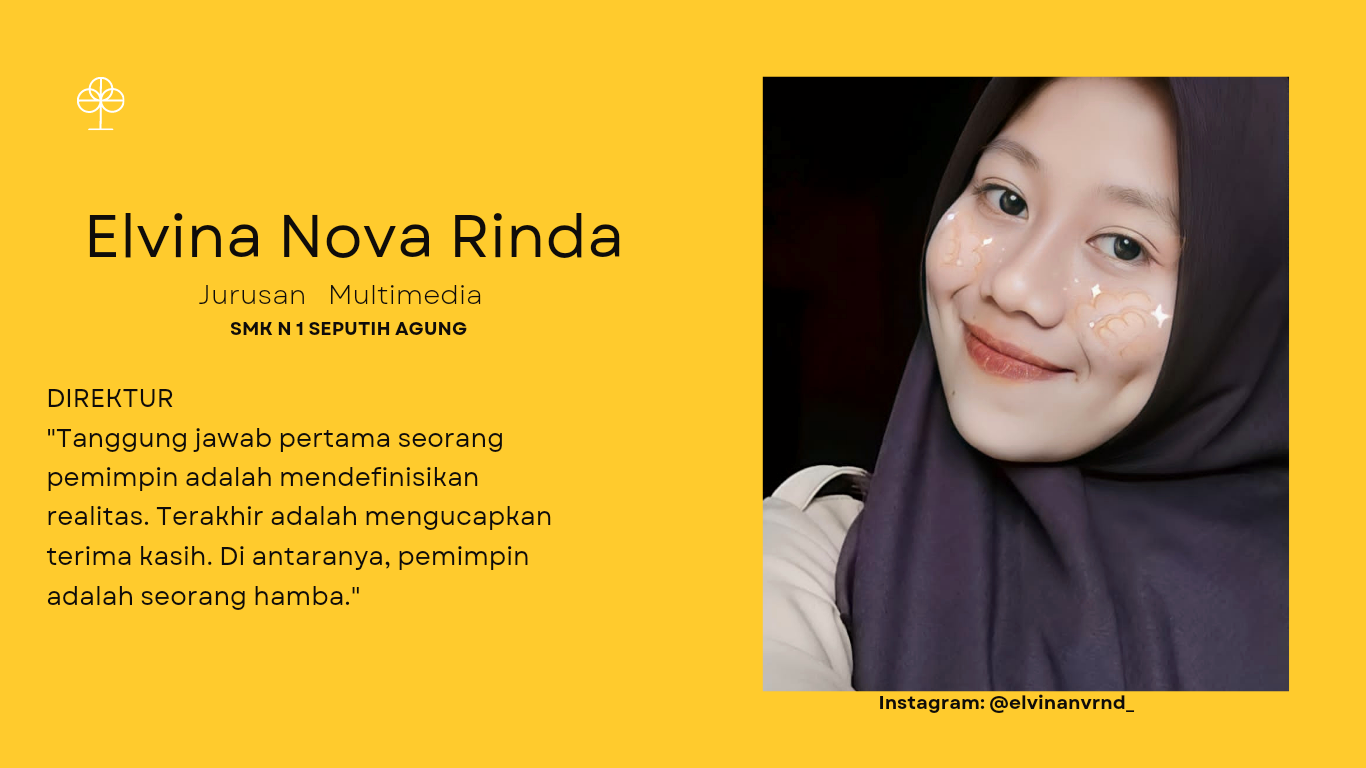 Elvina Nova Rinda
Jurusan Multimedia
SMK N 1 SEPUTIH AGUNG
DIREKTUR
"Tanggung jawab pertama seorang
pemimpin adalah mendefinisikan
realitas. Terakhir adalah mengucapkan
terima kasih. Di antaranya, pemimpin
adalah seorang hamba."
Instagram: @elvinanvrnd_